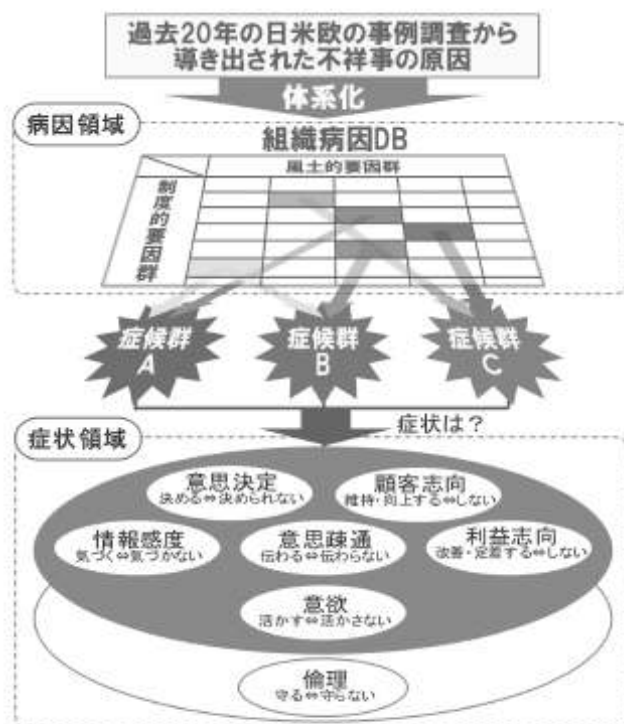 過去20年の日米欧の事例調査から
導き出された不祥事の原因
体系化
病因領域
組織病因DB
風土的要因群
制度的要因群
症候群
A
症候群
B
症候群
C
症状は？
症状領域
意思決定
決める⇔決められない
顧客志向
維持・向上する⇔しない
情報感度
気づく⇔気づかない
意思疎通
伝わる⇔伝わらない
利益志向
改善・定着する⇔しない
意欲
活かす⇔活かさない
倫理
守る⇔守らない